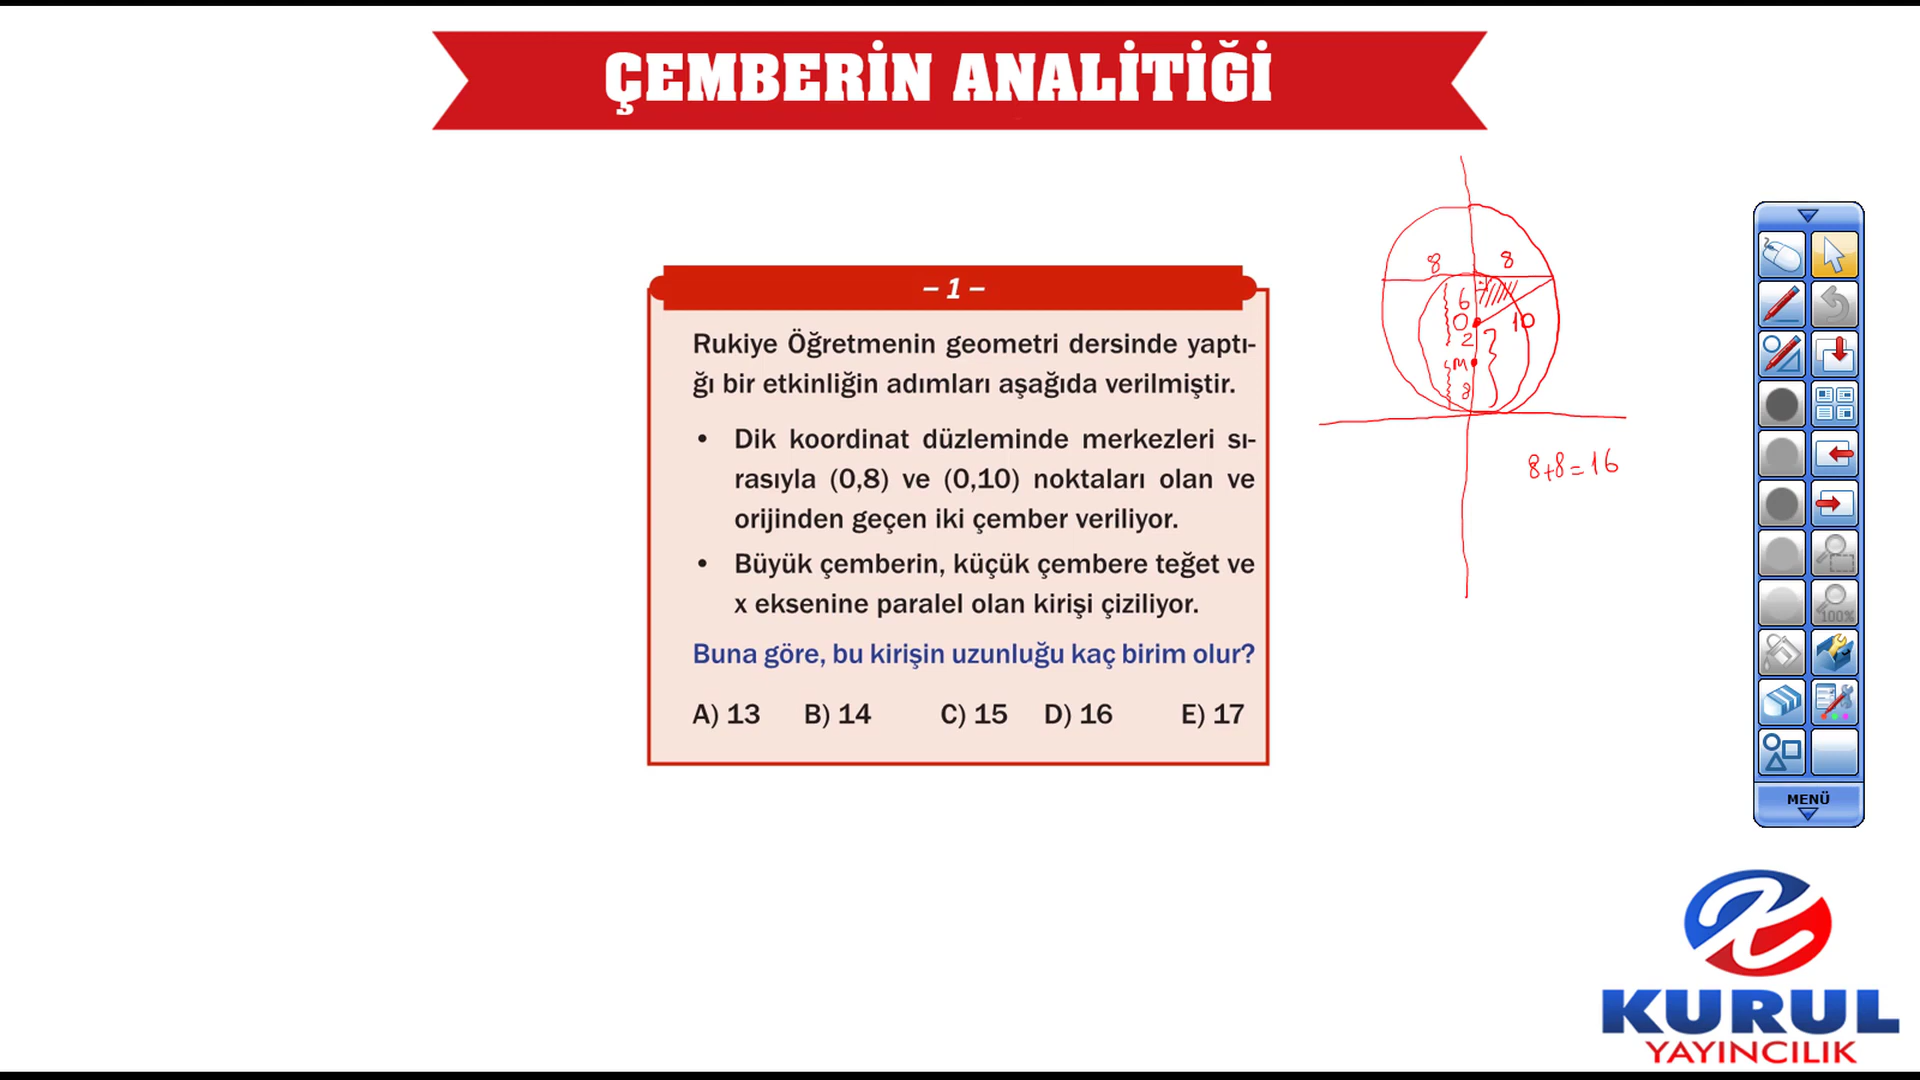 ÇEMBERİN ANALİTİĞİ
– 1 –
Rukiye Öğretmenin geometri dersinde yaptı-
ğı bir etkinliğin adımları aşağıda verilmiştir.
• Dik koordinat düzleminde merkezleri sı-
rasıyla (0,8) ve (0,10) noktaları olan ve
orijinden geçen iki çember veriliyor.
• Büyük çemberin, küçük çembere teğet ve
x eksenine paralel olan kirişi çiziliyor.
Buna göre, bu kirişin uzunluğu kaç birim olur?
A) 13 B) 14 C) 15 D) 16 E) 17
8 8
6
O 10
2
M
8
8+8=16
100%
MENÜ
KURUL
YAYINCILIK